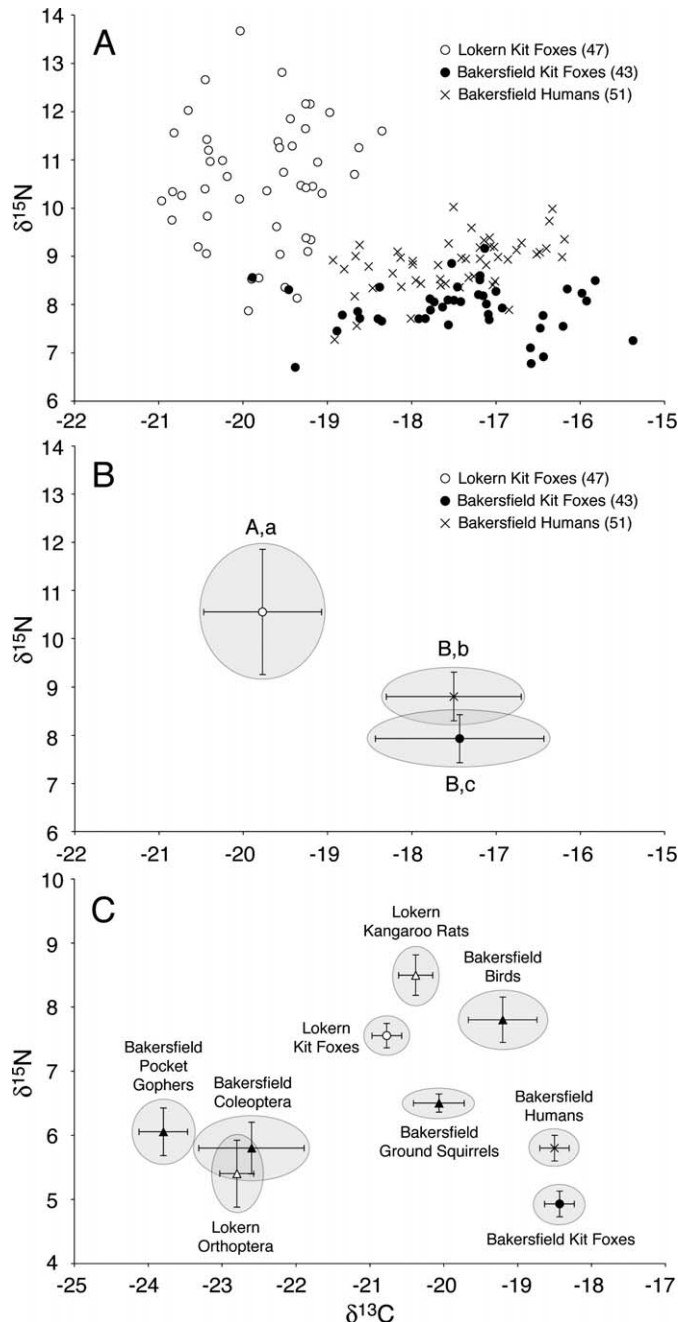 14
13
12
11
10
9
8
7
6
δ15N
A
Lokern Kit Foxes (47)
Bakersfield Kit Foxes (43)
Bakersfield Humans (51)
-22 -21 -20 -19 -18 -17 -16 -15
14
13
12
11
10
9
8
7
6
δ15N
B
Lokern Kit Foxes (47)
Bakersfield Kit Foxes (43)
Bakersfield Humans (51)
A,a
B,b
B,c
-22 -21 -20 -19 -18 -17 -16 -15
10
9
8
7
6
5
4
δ15N
C
Lokern
Kangaroo Rats
Bakersfield
Birds
Lokern
Kit Foxes
Bakersfield
Pocket
Gophers
Bakersfield
Coleoptera
Bakersfield
Ground Squirrels
Bakersfield
Humans
Lokern
Orthoptera
Bakersfield Kit Foxes
-25 -24 -23 -22 -21 -20 -19 -18 -17
δ13C